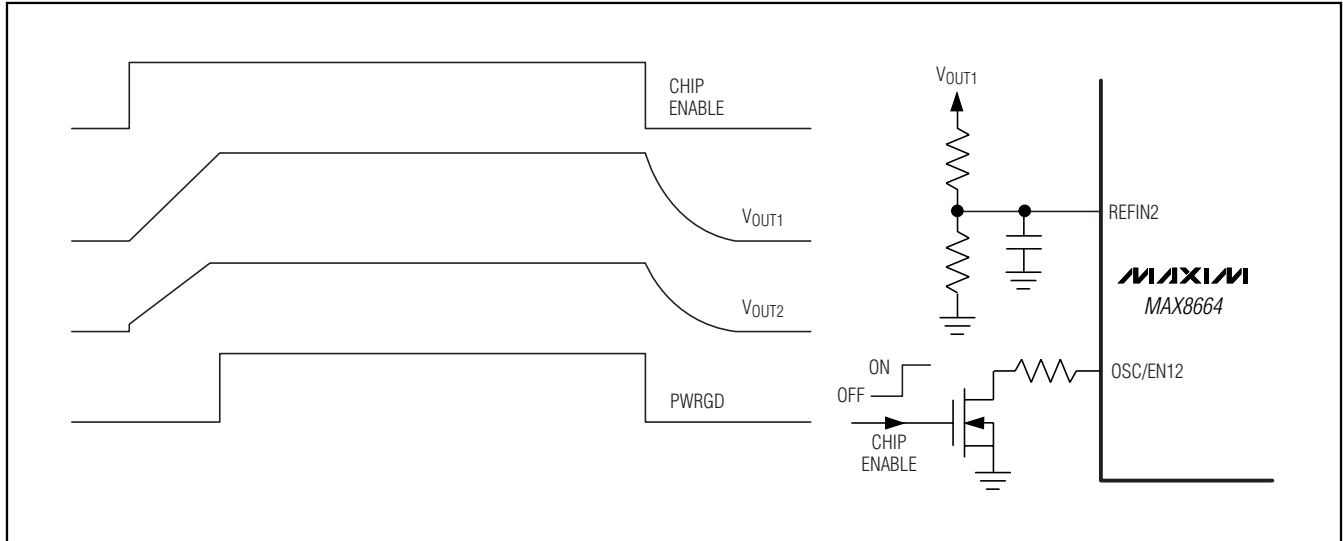 CHIP
ENABLE
VOUT1
VOUT2
PWRGD
VOUT1
REFIN2
MAXIM
MAX8664
ON
OFF
OSC/EN12
CHIP
ENABLE